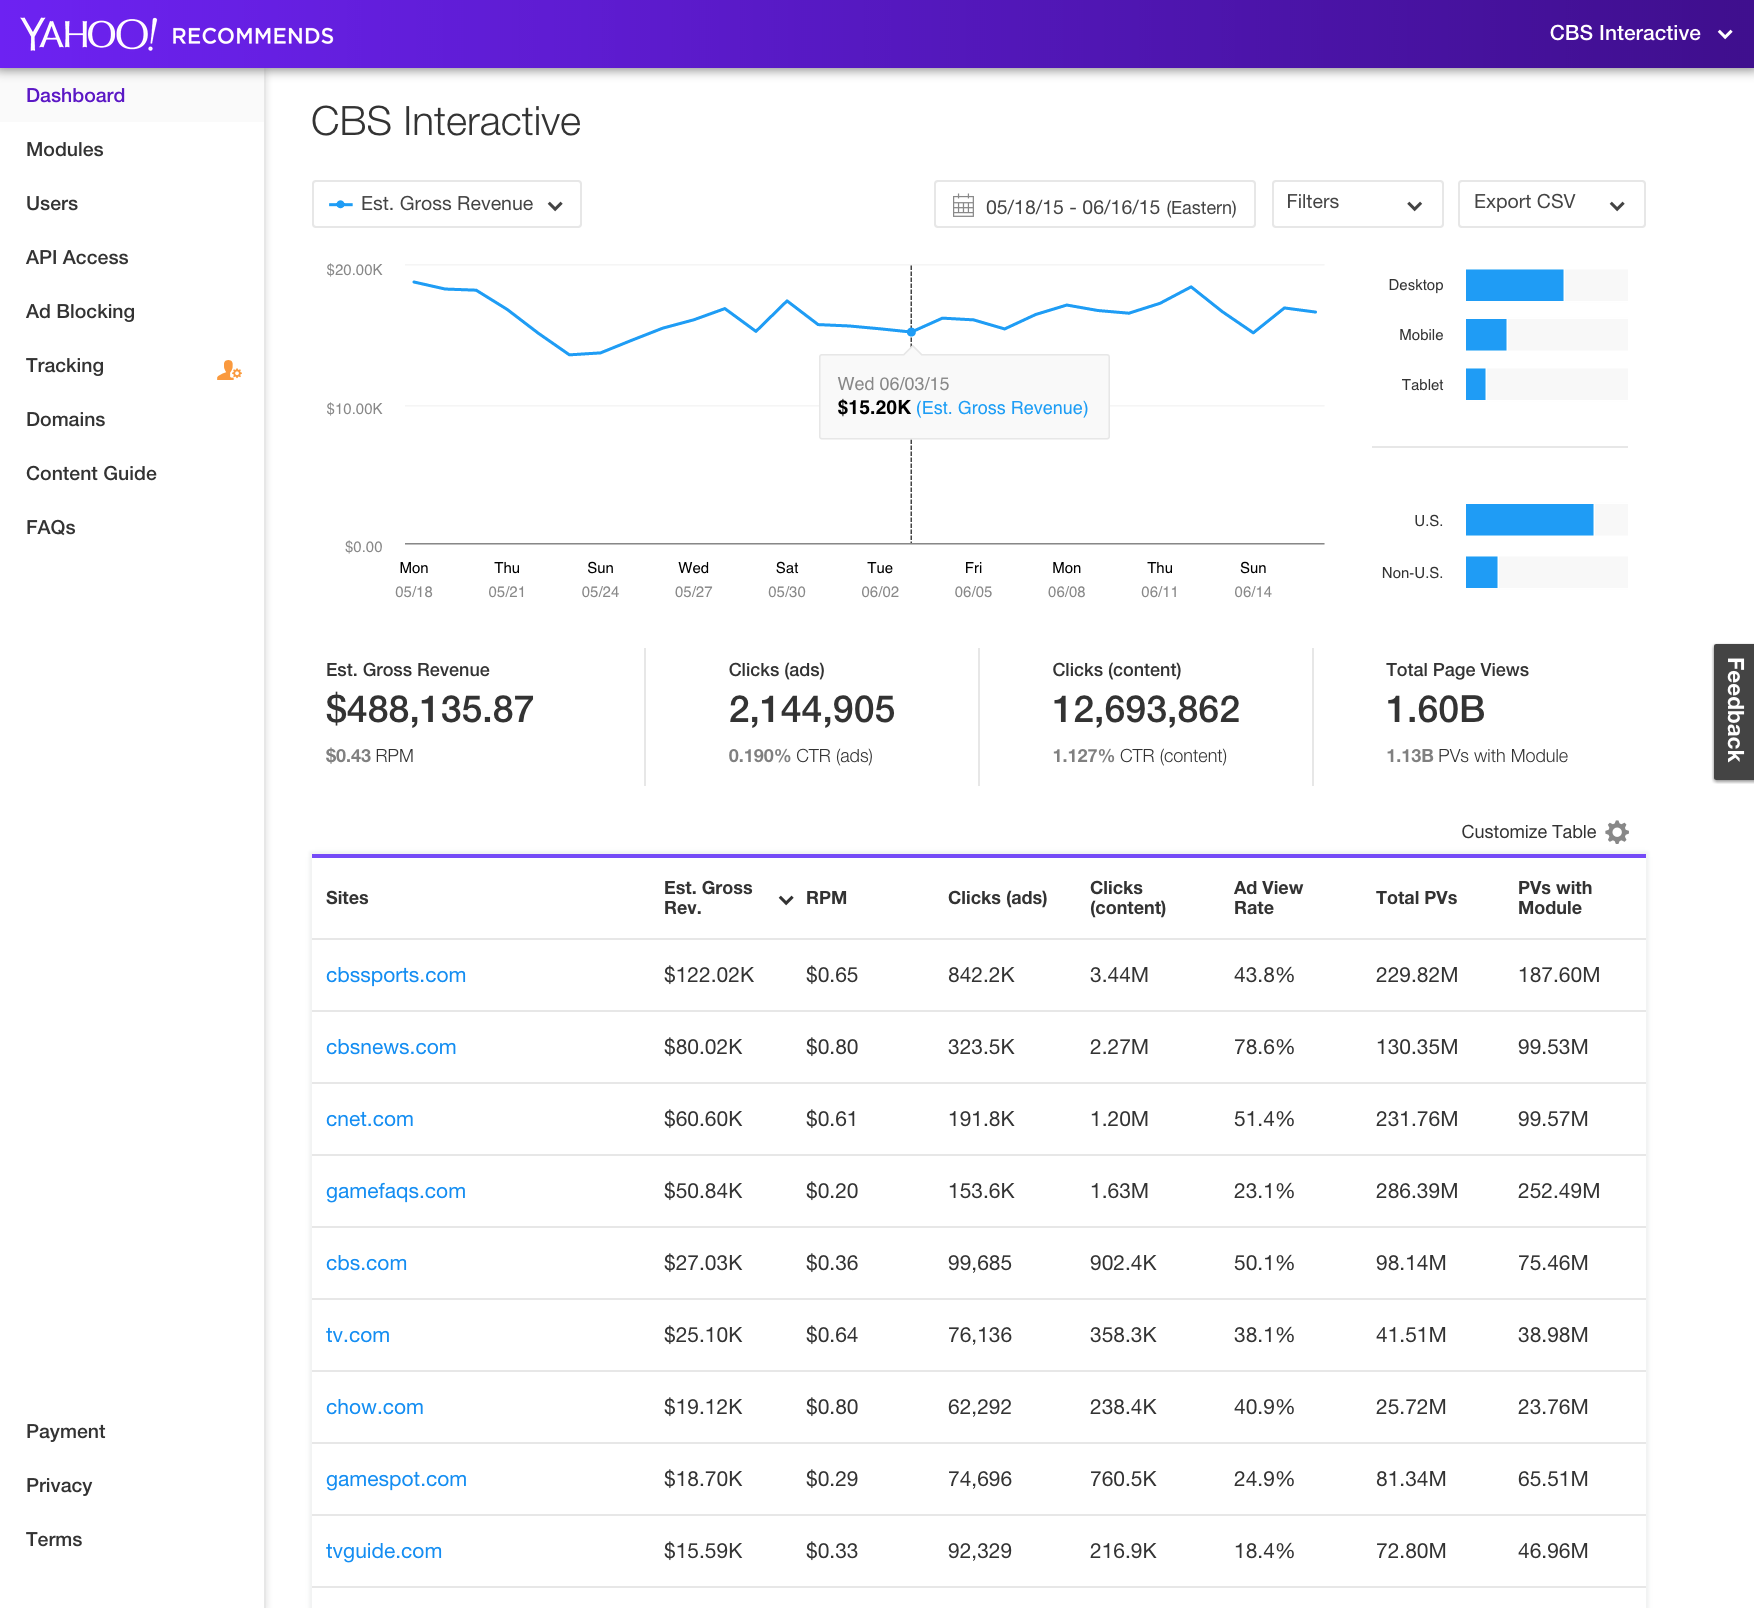 YAHOO! RECOMMENDS
CBS Interactive
Dashboard
Modules
Users
API Access
Ad Blocking
Tracking
Domains
Content Guide
FAQs
Payment
Privacy
Terms
CBS Interactive
Est. Gross Revenue
05/18/15 - 06/16/15 (Eastern)
Filters
Export CSV
$20.00K
$10.00K
$0.00
Wed 06/03/15
$15.20K (Est. Gross Revenue)
Mon Thu Sun Wed Sat Tue Fri Mon Thu Sun
05/18 05/21 05/24 05/27 05/30 06/02 06/05 06/08 06/11 06/14
Desktop
Mobile
Tablet
U.S.
Non-U.S.
Est. Gross Revenue
$488,135.87
$0.43 RPM
Clicks (ads)
2,144,905
0.190% CTR (ads)
Clicks (content)
12,693,862
1.127% CTR (content)
Total Page Views
1.60B
1.13B PVs with Module
Feedback
Customize Table
Sites Est. Gross Rev. RPM Clicks (ads) Clicks (content) Ad View Rate Total PVs PVs with Module
cbssports.com $122.02K $0.65 842.2K 3.44M 43.8% 229.82M 187.60M
cbsnews.com $80.02K $0.80 323.5K 2.27M 78.6% 130.35M 99.53M
cnet.com $60.60K $0.61 191.8K 1.20M 51.4% 231.76M 99.57M
gamefaqs.com $50.84K $0.20 153.6K 1.63M 23.1% 286.39M 252.49M
cbs.com $27.03K $0.36 99,685 902.4K 50.1% 98.14M 75.46M
tv.com $25.10K $0.64 76,136 358.3K 38.1% 41.51M 38.98M
chow.com $19.12K $0.80 62,292 238.4K 40.9% 25.72M 23.76M
gamespot.com $18.70K $0.29 74,696 760.5K 24.9% 81.34M 65.51M
tvguide.com $15.59K $0.33 92,329 216.9K 18.4% 72.80M 46.96M